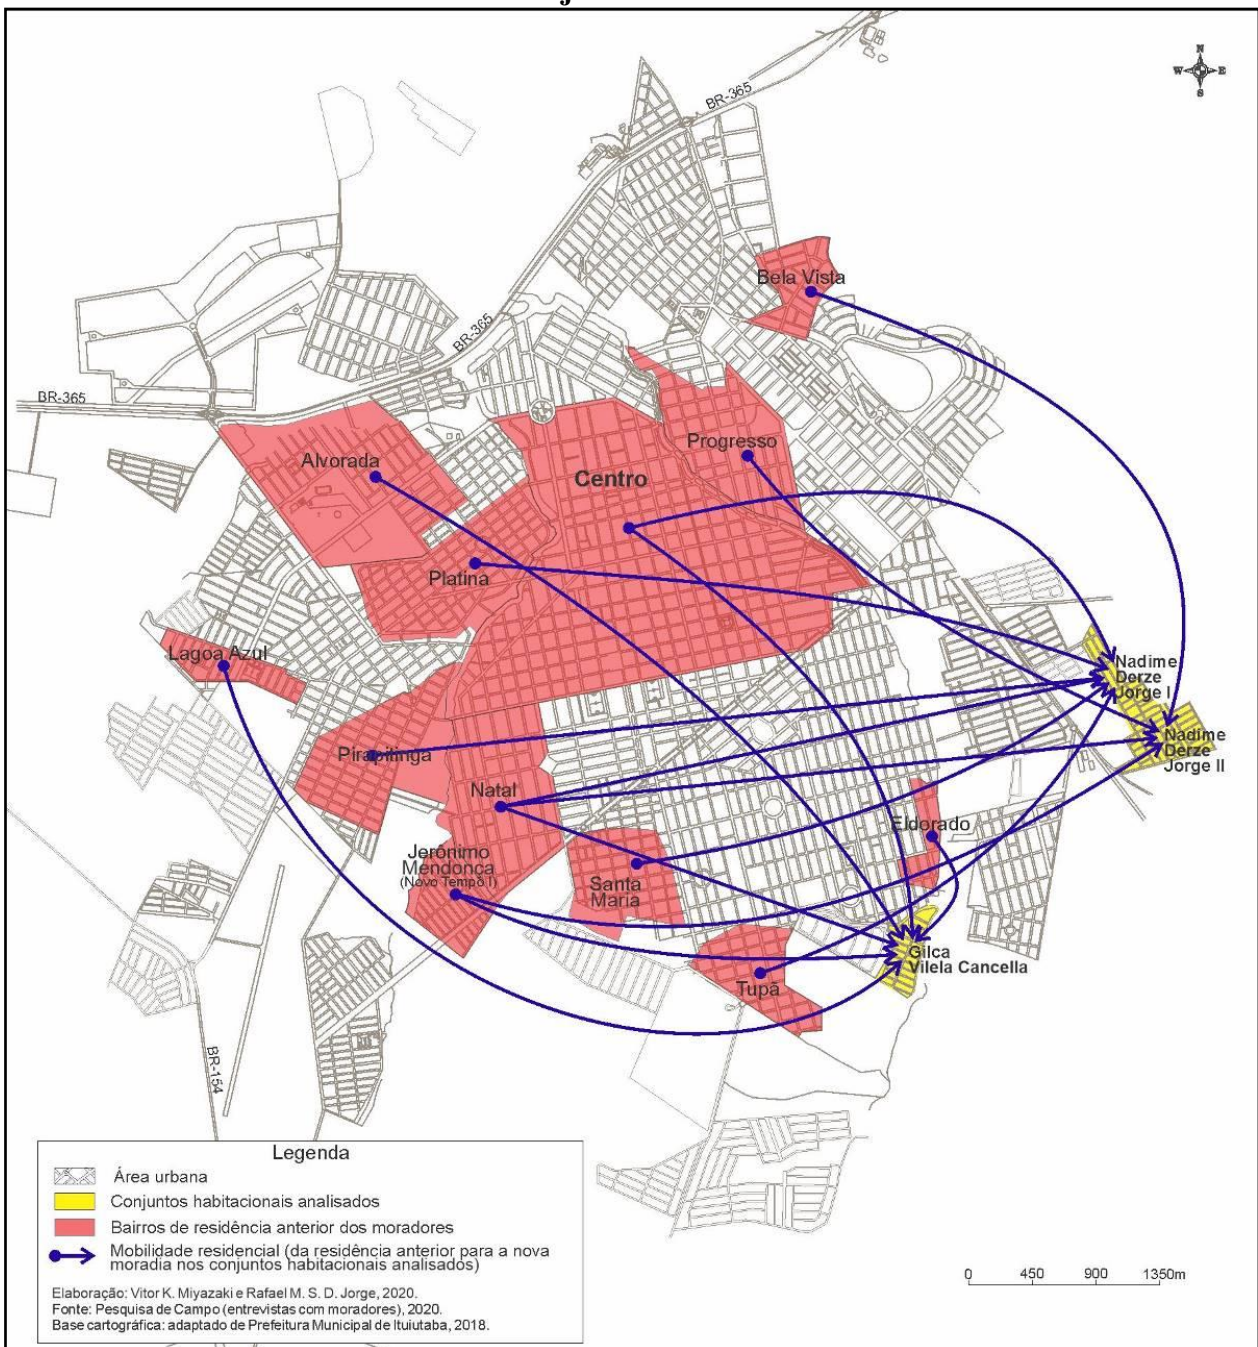 N
W E
S
BR-365
Bela Vista
BR-365
BR-365
Progresso
Alvorada
Centro
Platina
Lagoa Azul
Nadime
Derze
Jorge I
Nadime
Derze
Jorge II
Pirapitinga
Natal
Eldorado
Jerônimo
Mendonça
(Novo Tempo I)
Santa
Maria
Gilca
Vilela Cancella
Tupã
BR-154
Legenda
Área urbana
Conjuntos habitacionais analisados
Bairros de residência anterior dos moradores
Mobilidade residencial (da residência anterior para a nova
moradia nos conjuntos habitacionais analisados)
Elaboração: Vitor K. Miyazaki e Rafael M. S. D. Jorge, 2020.
Fonte: Pesquisa de Campo (entrevistas com moradores), 2020.
Base cartográfica: adaptado de Prefeitura Municipal de Ituiutaba, 2018.
0 450 900 1350m